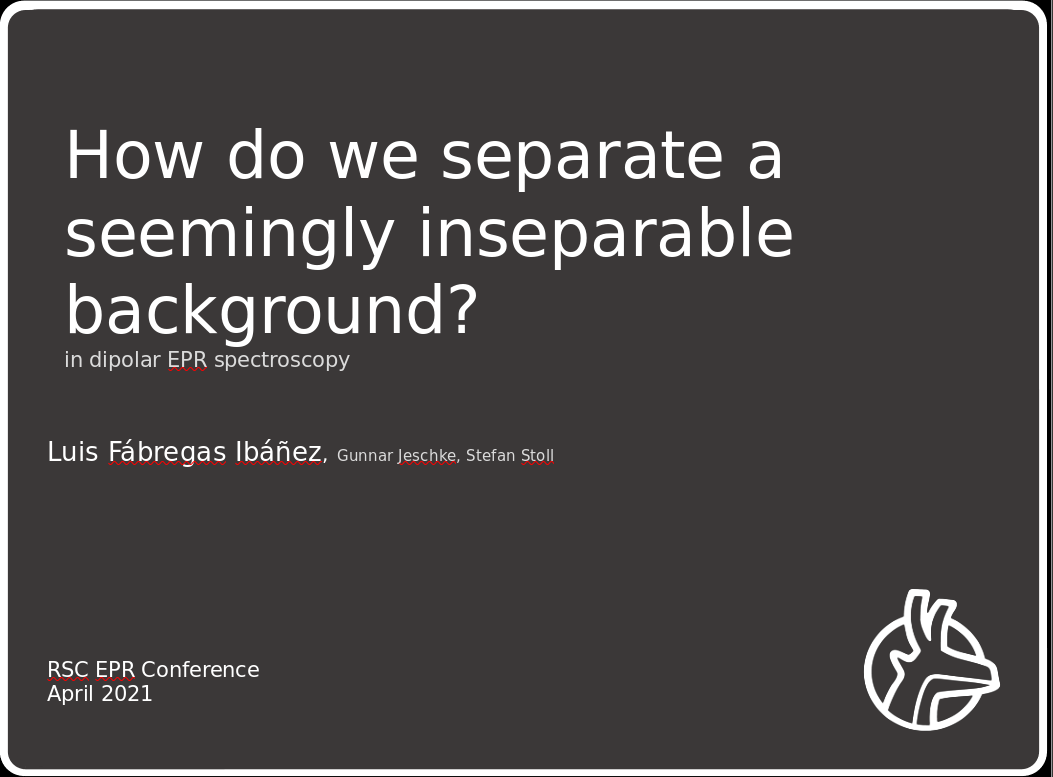 How do we separate a
seemingly inseparable
background?
in dipolar EPR spectroscopy
Luis Fábregas Ibáñez, Gunnar Jeschke, Stefan Stoll
RSC EPR Conference
April 2021